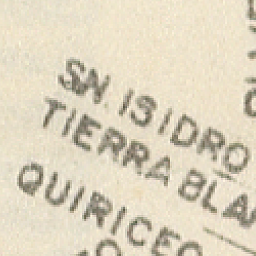 SN. ISIDRO
TIERRA BLA
QUIRICEO